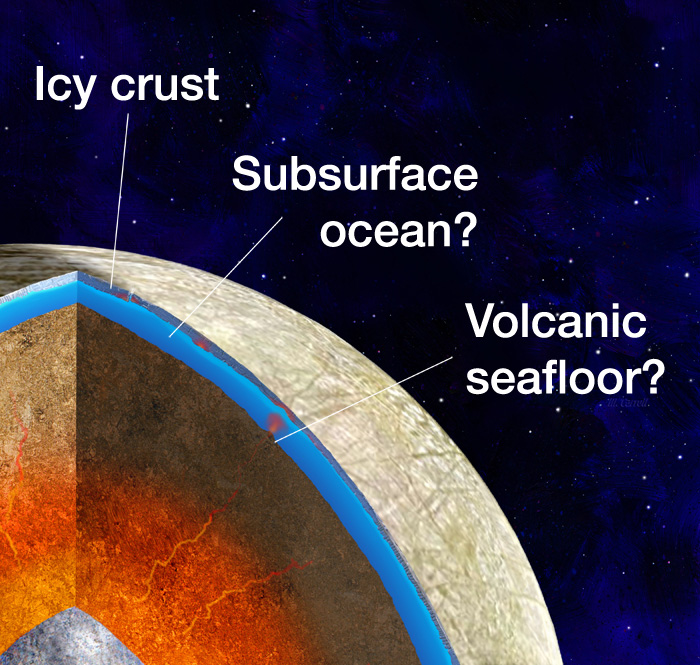 Icy crust
Subsurface
ocean?
Volcanic
seafloor?